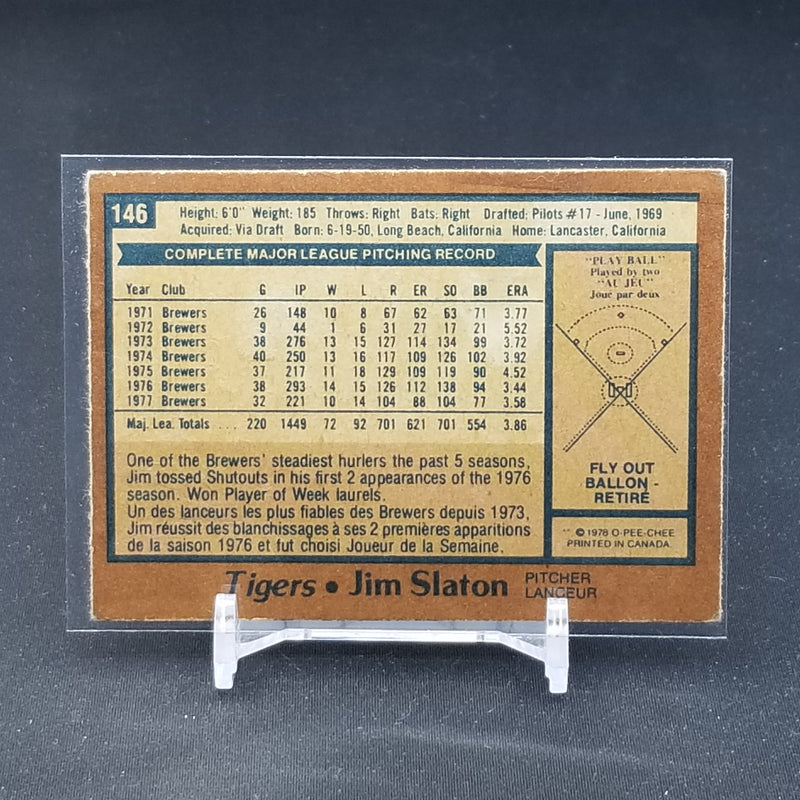 146
Height: 6'0" Weight: 185 Throws: Right Bats: Right Drafted: Pilots #17 - June, 1969
Acquired: Via Draft Born: 6-19-50, Long Beach, California Home: Lancaster, California
COMPLETE MAJOR LEAGUE PITCHING RECORD
Year Club G IP W L R ER SO BB ERA
1971 Brewers 26 148 10 8 67 62 63 71 3.77
1972 Brewers 9 44 1 6 31 27 17 21 5.52
1973 Brewers 38 276 13 15 127 114 134 99 3.72
1974 Brewers 40 250 13 16 117 109 126 102 3.92
1975 Brewers 37 217 11 18 129 109 119 90 4.52
1976 Brewers 38 293 14 15 126 112 138 94 3.44
1977 Brewers 32 221 10 14 104 88 104 77 3.58
Maj. Lea. Totals ... 220 1449 72 92 701 621 701 554 3.86
One of the Brewers' steadiest hurlers the past 5 seasons,
Jim tossed Shutouts in his first 2 appearances of the 1976
season. Won Player of Week laurels.
Un des lanceurs les plus fiables des Brewers depuis 1973,
Jim réussit des blanchissages à ses 2 premières apparitions
de la saison 1976 et fut choisi Joueur de la Semaine.
"PLAY BALL"
Played by two
"AU JEU"
Joué par deux
FLY OUT
BALLON -
RETIRÉ
** © 1978 O-PEE-CHEE
PRINTED IN CANADA
Tigers • Jim Slaton PITCHER
LANCEUR